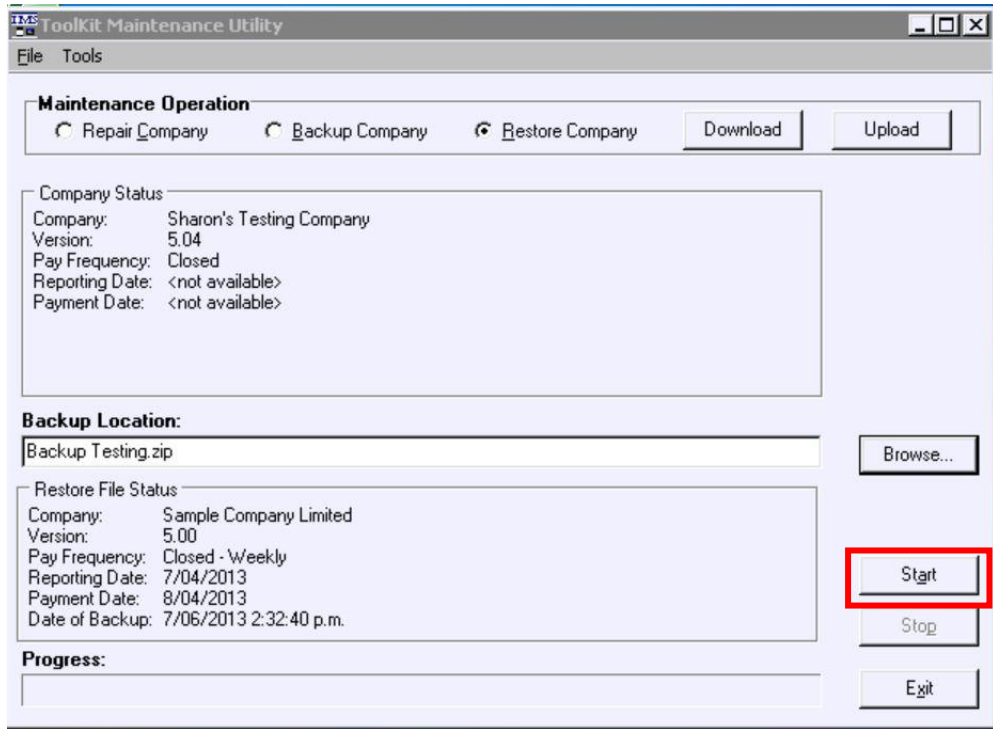 IMS ToolKit Maintenance Utility
File Tools
Maintenance Operation
Repair Company Backup Company Restore Company Download Upload
Company Status
Company: Sharon's Testing Company
Version: 5.04
Pay Frequency: Closed
Reporting Date: <not available>
Payment Date: <not available>
Backup Location:
Backup Testing.zip Browse...
Restore File Status
Company: Sample Company Limited
Version: 5.00
Pay Frequency: Closed - Weekly
Reporting Date: 7/04/2013
Payment Date: 8/04/2013
Date of Backup: 7/06/2013 2:32:40 p.m.
Start
Stop
Progress:
Exit